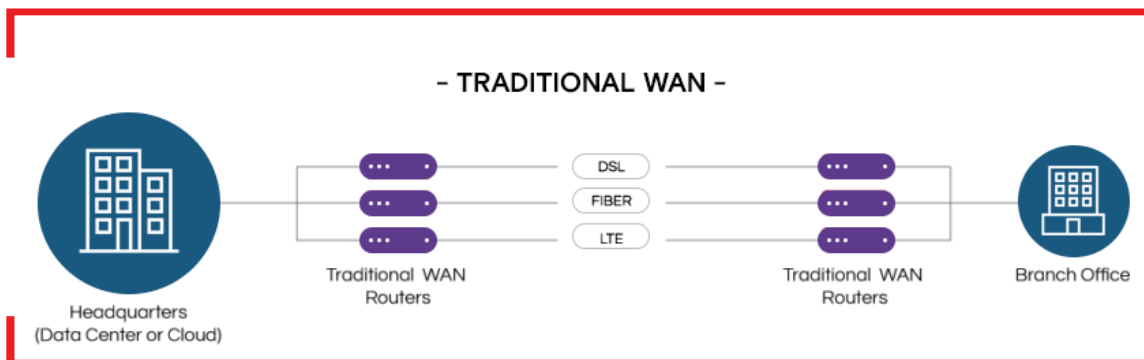 - TRADITIONAL WAN -
DSL
FIBER
LTE
Traditional WAN
Routers
Traditional WAN
Routers
Branch Office
Headquarters
(Data Center or Cloud)